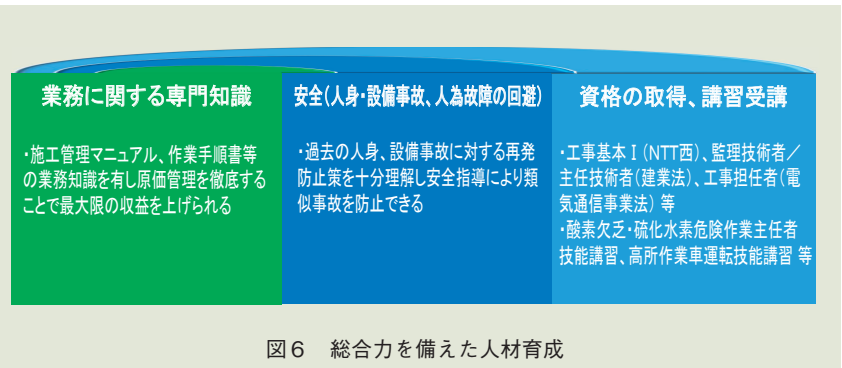 業務に関する専門知識
・施工管理マニュアル、作業手順書等
の業務知識を有し原価管理を徹底する
ことで最大限の収益を上げられる
安全(人身・設備事故、人為故障の回避)
・過去の人身、設備事故に対する再発
防止策を十分理解し安全指導により類
似事故を防止できる
資格の取得、講習受講
・工事基本Ⅰ(NTT西)、監理技術者／
主任技術者(建業法)、工事担任者(電
気通信事業法) 等
・酸素欠乏・硫化水素危険作業主任者
技能講習、高所作業車運転技能講習 等
図6　総合力を備えた人材育成